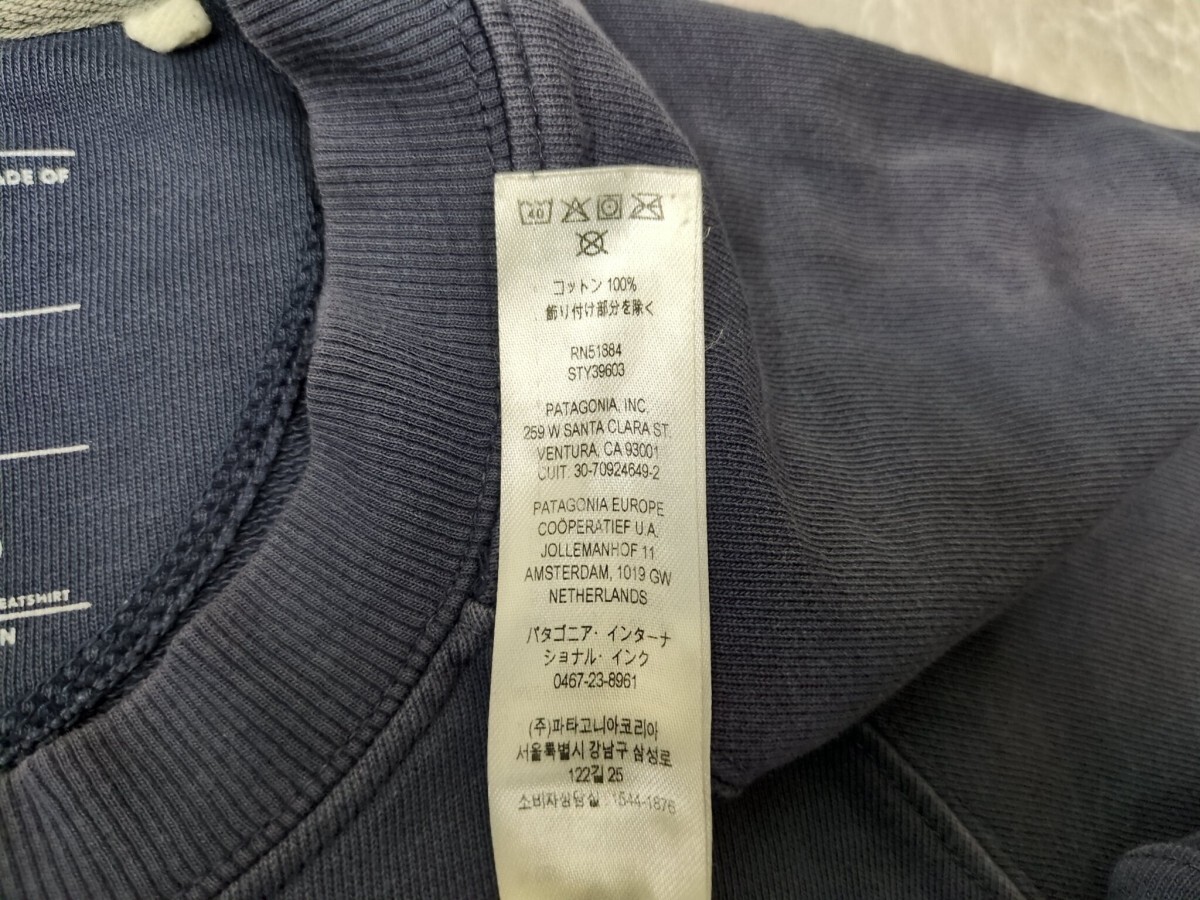 ADE OF
EATSHIRT
N
40
コットン 100%
飾り付け部分を除く
RN51884
STY39603
PATAGONIA, INC.
259 W SANTA CLARA ST.
VENTURA, CA 93001
CUIT: 30-70924649-2
PATAGONIA EUROPE
COÖPERATIEF U.A.
JOLLEMANHOF 11
AMSTERDAM, 1019 GW
NETHERLANDS
パタゴニア・インターナ
ショナル・インク
0467-23-8961
(주)파타고니아코리아
서울특별시 강남구 삼성로
122길 25
소비자상담실 : 1544-1876